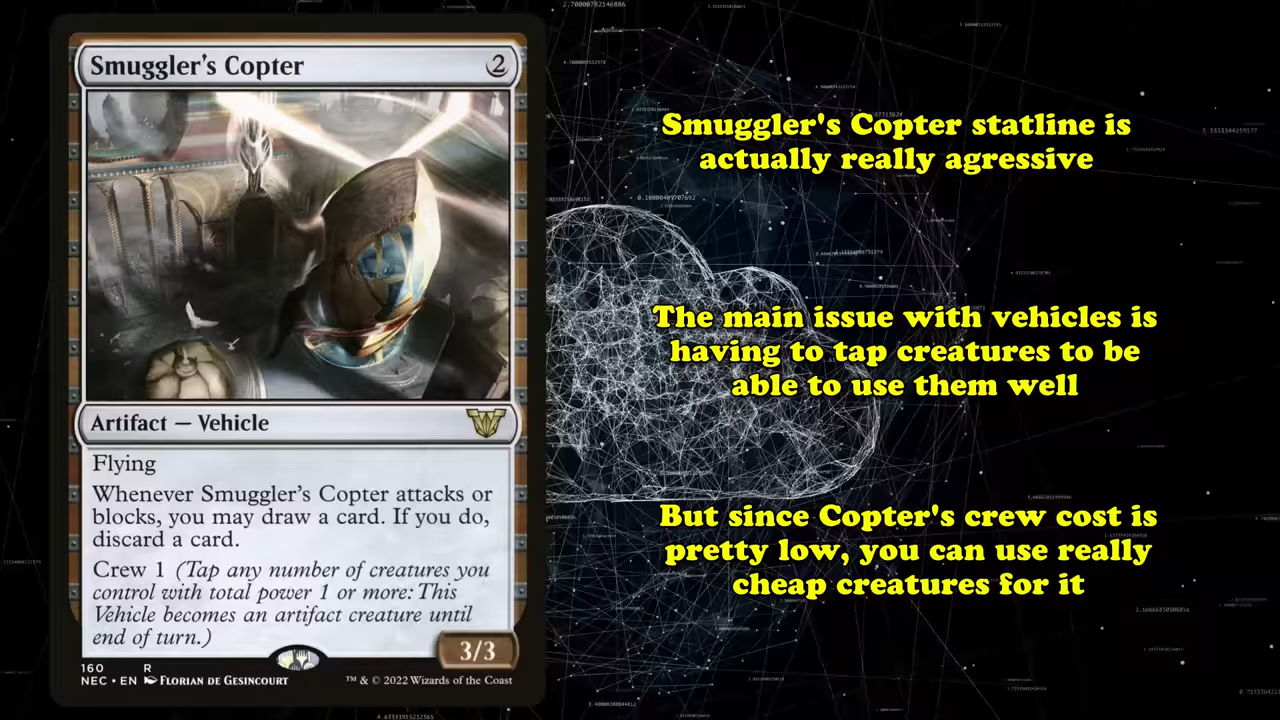 Smuggler's Copter 2
Artifact — Vehicle
Flying
Whenever Smuggler's Copter attacks or
blocks, you may draw a card. If you do,
discard a card.
Crew 1 (Tap any number of creatures you
control with total power 1 or more: This
Vehicle becomes an artifact creature until
end of turn.)
3/3
160 R
NEC • EN FLORIAN DE GESINCOURT
™ & © 2022 Wizards of the Coast
Smuggler's Copter statline is
actually really agressive
The main issue with vehicles is
having to tap creatures to be
able to use them well
But since Copter's crew cost is
pretty low, you can use really
cheap creatures for it